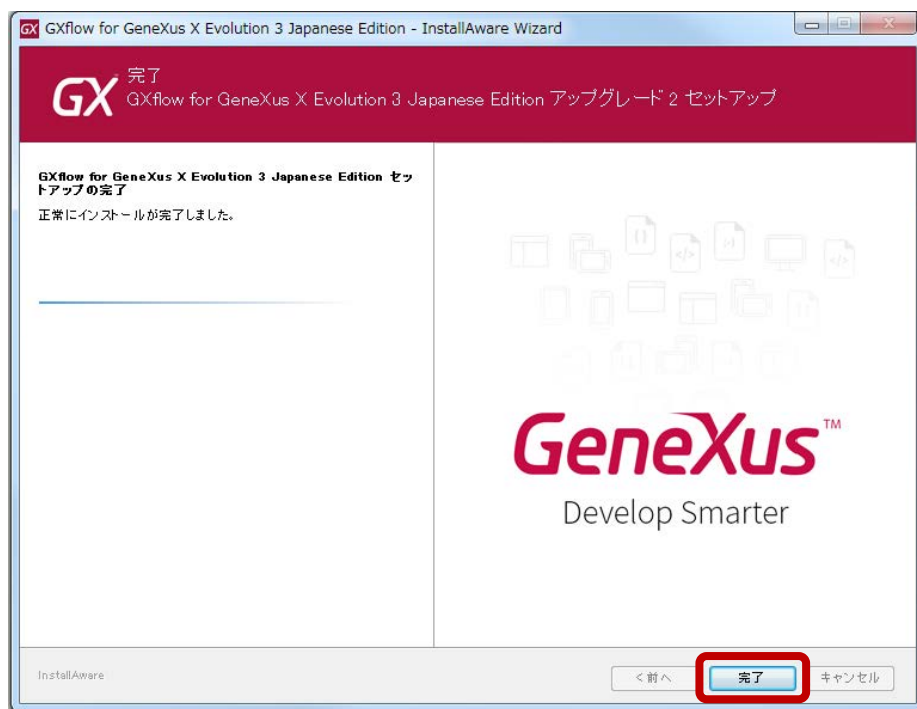 GX GXflow for GeneXus X Evolution 3 Japanese Edition - InstallAware Wizard
GX 完了
GXflow for GeneXus X Evolution 3 Japanese Edition アップグレード 2 セットアップ
GXflow for GeneXus X Evolution 3 Japanese Edition セッ
トアップの完了
正常にインストールが完了しました。
GeneXus™
Develop Smarter
InstallAware
< 前へ 完了 キャンセル